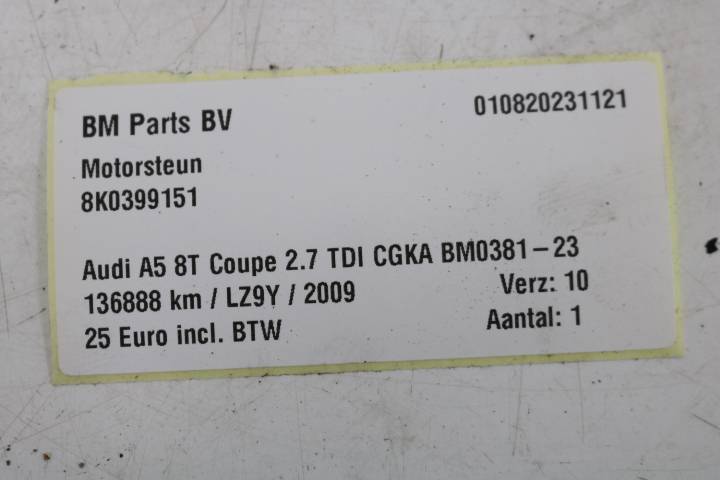 BM Parts BV 010820231121
Motorsteun
8K0399151
Audi A5 8T Coupe 2.7 TDI CGKA BM0381-23
136888 km / LZ9Y / 2009 Verz: 10
25 Euro incl. BTW Aantal: 1